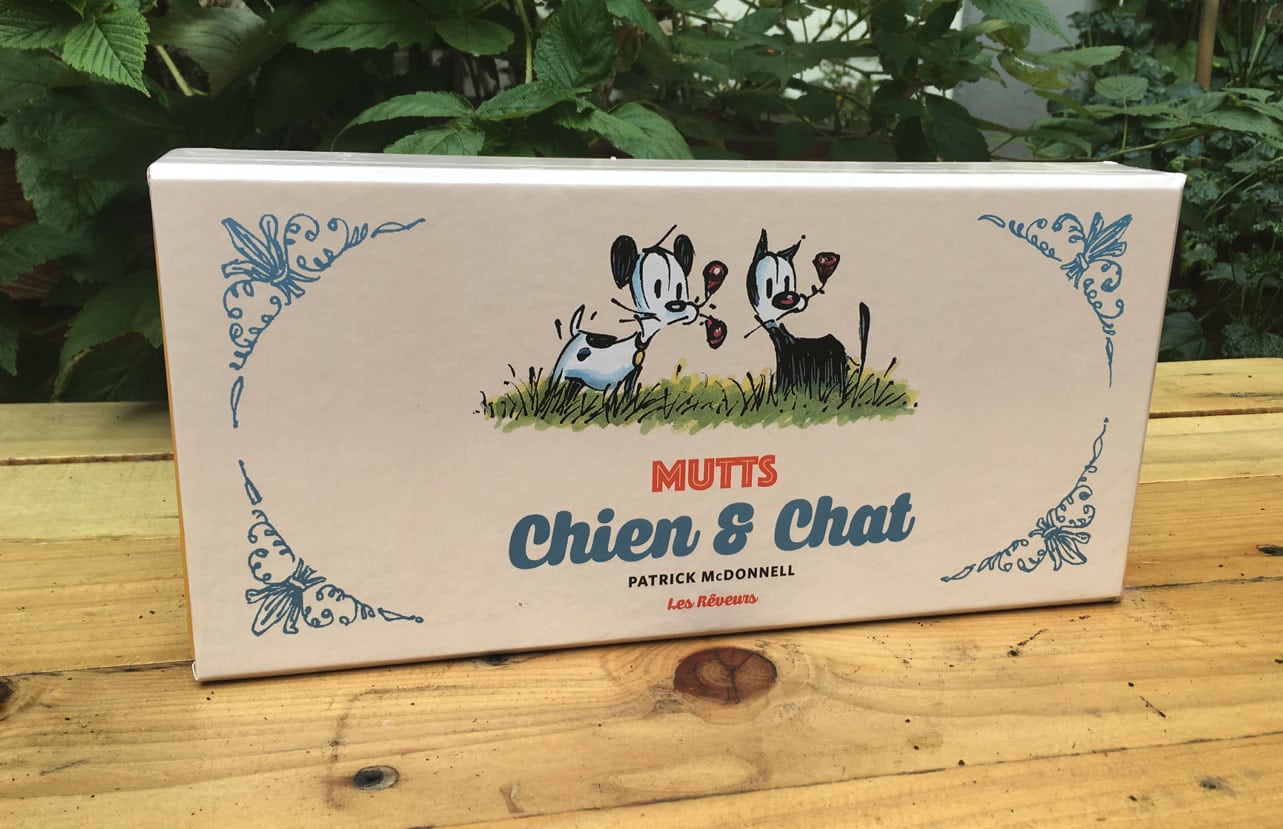 MUTTS
Chien & Chat
PATRICK McDONNELL
Les Rêveurs